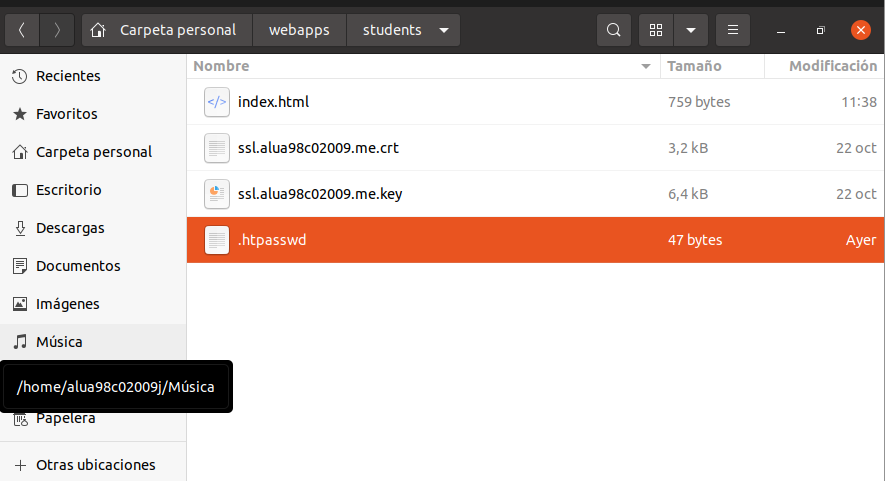 Carpeta personal webapps students
Recientes
Favoritos
Carpeta personal
Escritorio
Descargas
Documentos
Imágenes
Música
/home/alua98c02009j/Música
Papelera
Otras ubicaciones
Nombre Tamaño Modificación
index.html 759 bytes 11:38
ssl.alua98c02009.me.crt 3,2 kB 22 oct
ssl.alua98c02009.me.key 6,4 kB 22 oct
.htpasswd 47 bytes Ayer